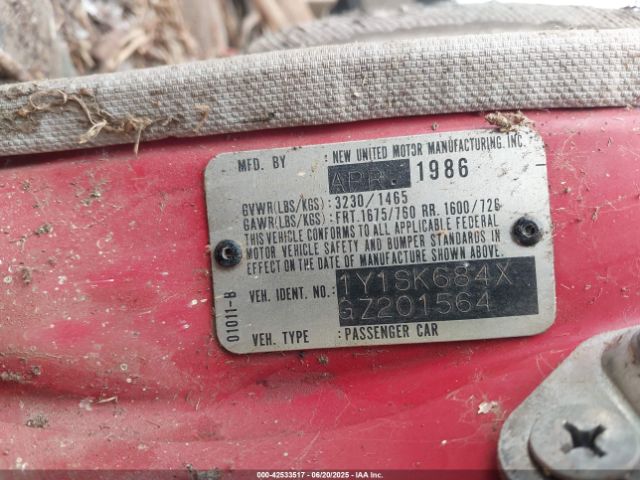 MFD. BY : NEW UNITED MOTOR MANUFACTURING, INC.
APR. 1986
GVWR(LBS/KGS) : 3230/1465
GAWR(LBS/KGS) : FRT. 1675/760 RR. 1600/726
THIS VEHICLE CONFORMS TO ALL APPLICABLE FEDERAL
MOTOR VEHICLE SAFETY AND BUMPER STANDARDS IN
EFFECT ON THE DATE OF MANUFACTURE SHOWN ABOVE.
VEH. IDENT. NO. : 1Y1SK684X
GZ201564
VEH. TYPE : PASSENGER CAR
01011-B
000-42533517 - 06/20/2025 - IAAI.COM